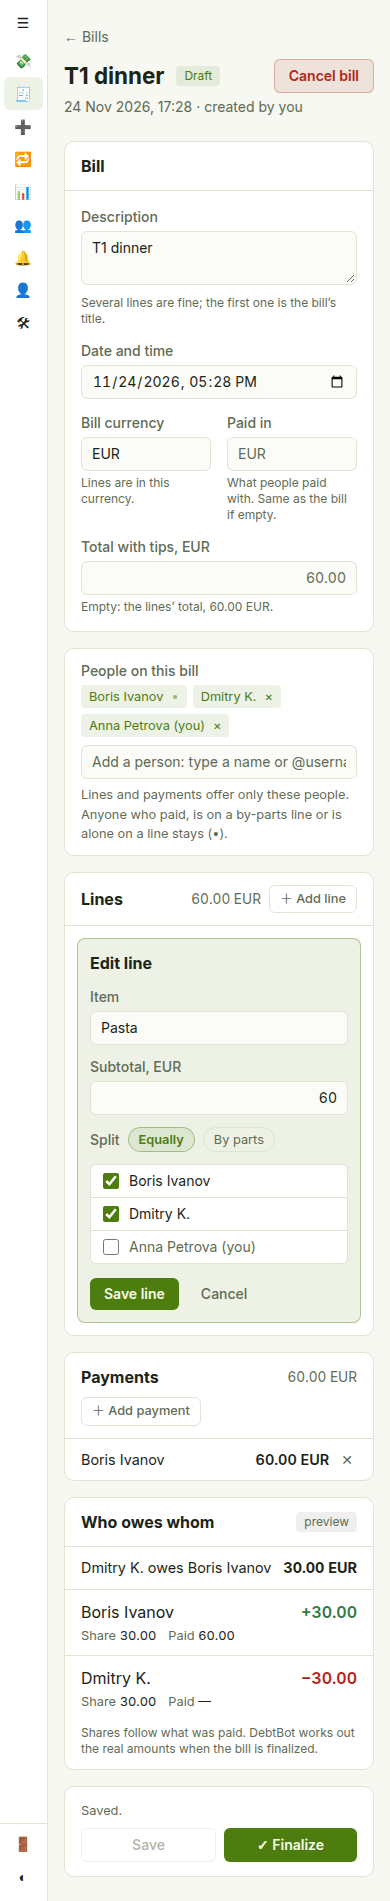 ← Bills
T1 dinner
Draft
Cancel bill
24 Nov 2026, 17:28 · created by you
Bill
Description
T1 dinner
Several lines are fine; the first one is the bill’s
title.
Date and time
11/24/2026, 05:28 PM
Bill currency
Paid in
EUR
EUR
Lines are in this
currency.
What people paid
with. Same as the bill
if empty.
Total with tips, EUR
60.00
Empty: the lines’ total, 60.00 EUR.
People on this bill
Boris Ivanov •
Dmitry K. ×
Anna Petrova (you) ×
Add a person: type a name or @userna
Lines and payments offer only these people.
Anyone who paid, is on a by-parts line or is
alone on a line stays (•).
Lines
60.00 EUR
+ Add line
Edit line
Item
Pasta
Subtotal, EUR
60
Split
Equally
By parts
Boris Ivanov
Dmitry K.
Anna Petrova (you)
Save line
Cancel
Payments
60.00 EUR
+ Add payment
Boris Ivanov
60.00 EUR ×
Who owes whom
preview
Dmitry K. owes Boris Ivanov
30.00 EUR
Boris Ivanov
+30.00
Share 30.00 Paid 60.00
Dmitry K.
−30.00
Share 30.00 Paid —
Shares follow what was paid. DebtBot works out
the real amounts when the bill is finalized.
Saved.
Save
✓ Finalize